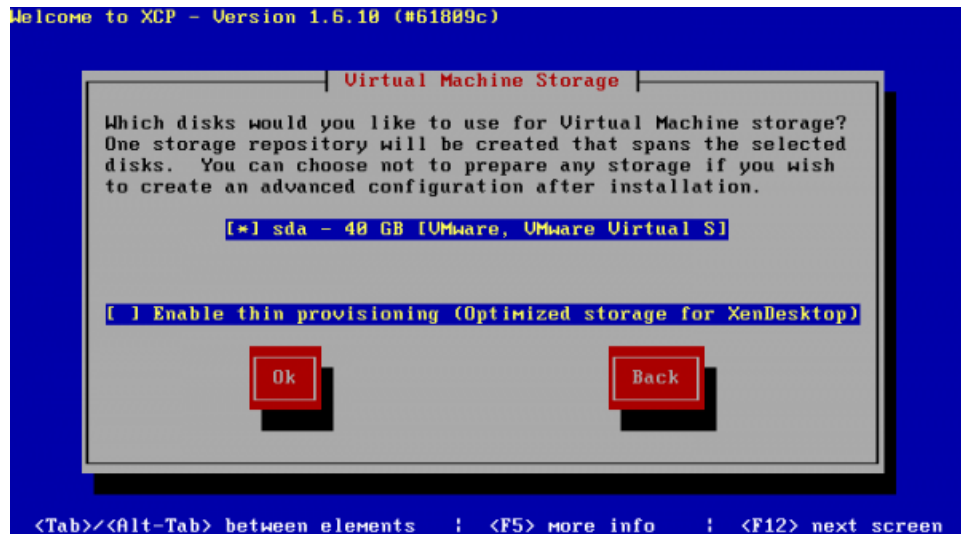 Welcome to XCP - Version 1.6.10 (#61809c)
Virtual Machine Storage
Which disks would you like to use for Virtual Machine storage?
One storage repository will be created that spans the selected
disks.  You can choose not to prepare any storage if you wish
to create an advanced configuration after installation.
[*] sda - 40 GB [VMware, VMware Virtual S]
[ ] Enable thin provisioning (Optimized storage for XenDesktop)
Ok Back
<Tab>/<Alt-Tab> between elements | <F5> more info | <F12> next screen